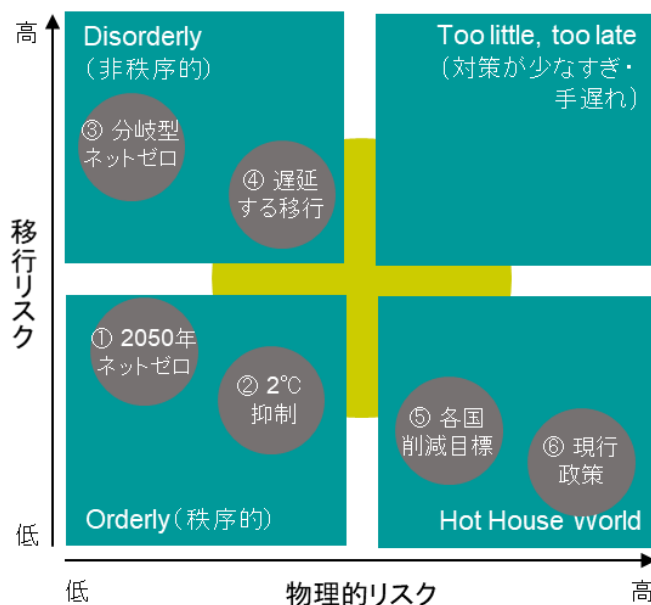 高
Disorderly
（非秩序的）
③ 分岐型
ネットゼロ
④ 遅延
する移行
Too little, too late
（対策が少なすぎ・
手遅れ）
移行リスク
① 2050年
ネットゼロ
② 2℃
抑制
Orderly（秩序的）
⑤ 各国
削減目標
⑥ 現行
政策
Hot House World
低
低
物理的リスク
高